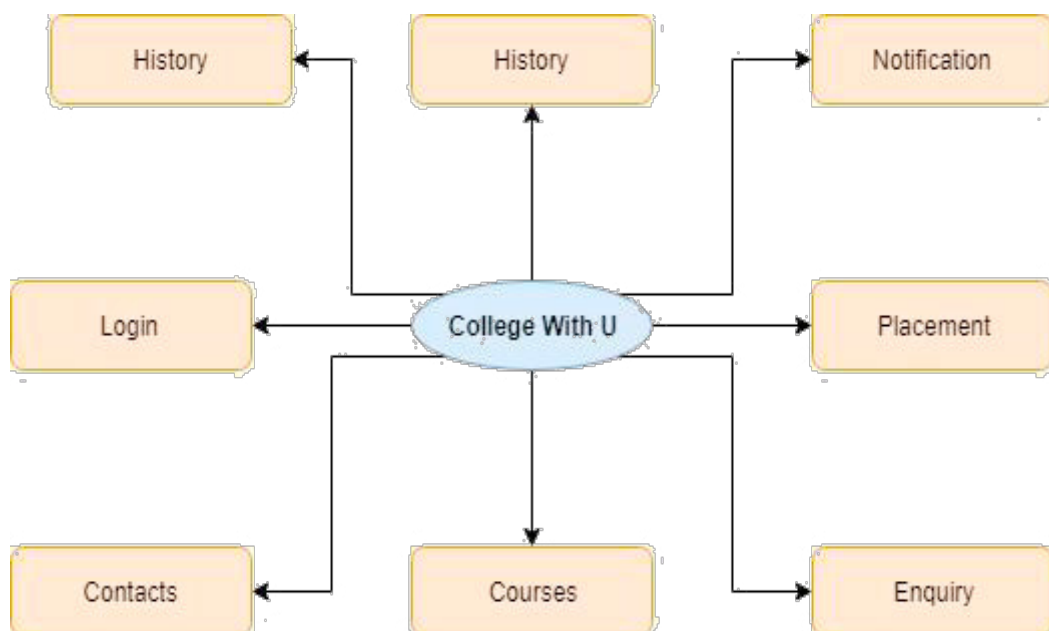 History
History
Notification
Login
College With U
Placement
Contacts
Courses
Enquiry